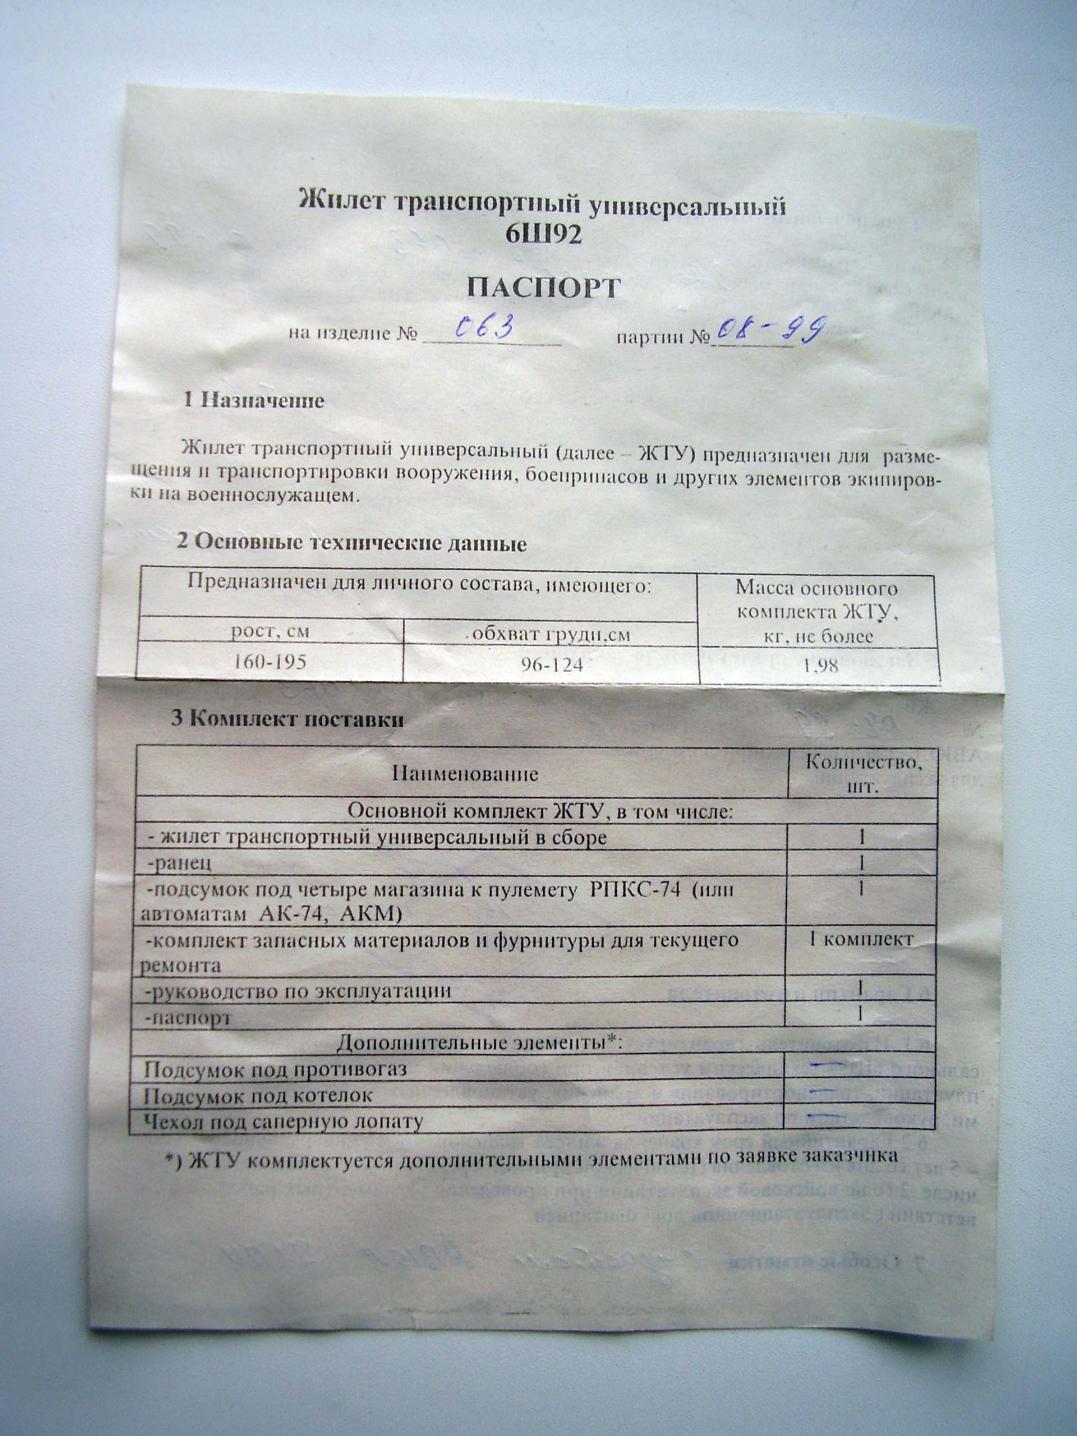 Жилет транспортный универсальный
6Ш92
ПАСПОРТ
на изделие № 063 партии № 08-99
1 Назначение
Жилет транспортный универсальный (далее – ЖТУ) предназначен для разме-
щения и транспортировки вооружения, боеприпасов и других элементов экипиров-
ки на военнослужащем.
2 Основные технические данные
Предназначен для личного состава, имеющего:
Масса основного
комплекта ЖТУ,
кг, не более
рост, см
обхват груди,см
160-195
96-124
1,98
3 Комплект поставки
Наименование
Количество,
шт.
Основной комплект ЖТУ, в том числе:
- жилет транспортный универсальный в сборе 1
-ранец 1
-подсумок под четыре магазина к пулемету РПКС-74 (или 1
автоматам АК-74, АКМ)
-комплект запасных материалов и фурнитуры для текущего 1 комплект
ремонта
-руководство по эксплуатации 1
-паспорт 1
Дополнительные элементы*:
Подсумок под противогаз —
Подсумок под котелок —
Чехол под саперную лопату —
*) ЖТУ комплектуется дополнительными элементами по заявке заказчика